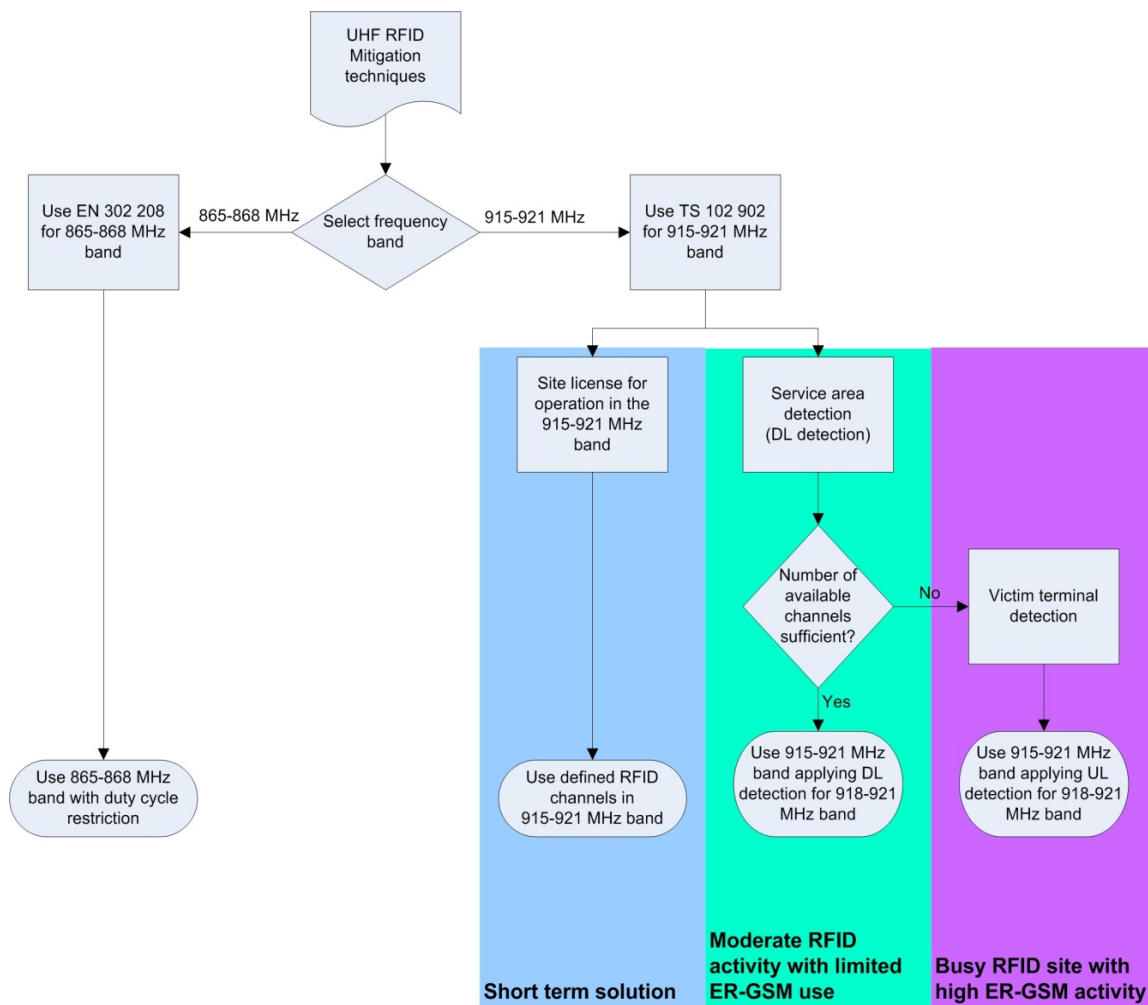 UHF RFID
Mitigation
techniques
Use EN 302 208
for 865-868 MHz
band
865-868 MHz
Select frequency
band
915-921 MHz
Use TS 102 902
for 915-921 MHz
band
Site license for
operation in the
915-921 MHz
band
Service area
detection
(DL detection)
Number of
available
channels
sufficient?
No
Victim terminal
detection
Yes
Use 865-868 MHz
band with duty cycle
restriction
Use defined RFID
channels in
915-921 MHz band
Use 915-921 MHz
band applying DL
detection for 918-921
MHz band
Use 915-921 MHz
band applying UL
detection for 918-921
MHz band
Short term solution
Moderate RFID
activity with limited
ER-GSM use
Busy RFID site with
high ER-GSM activity